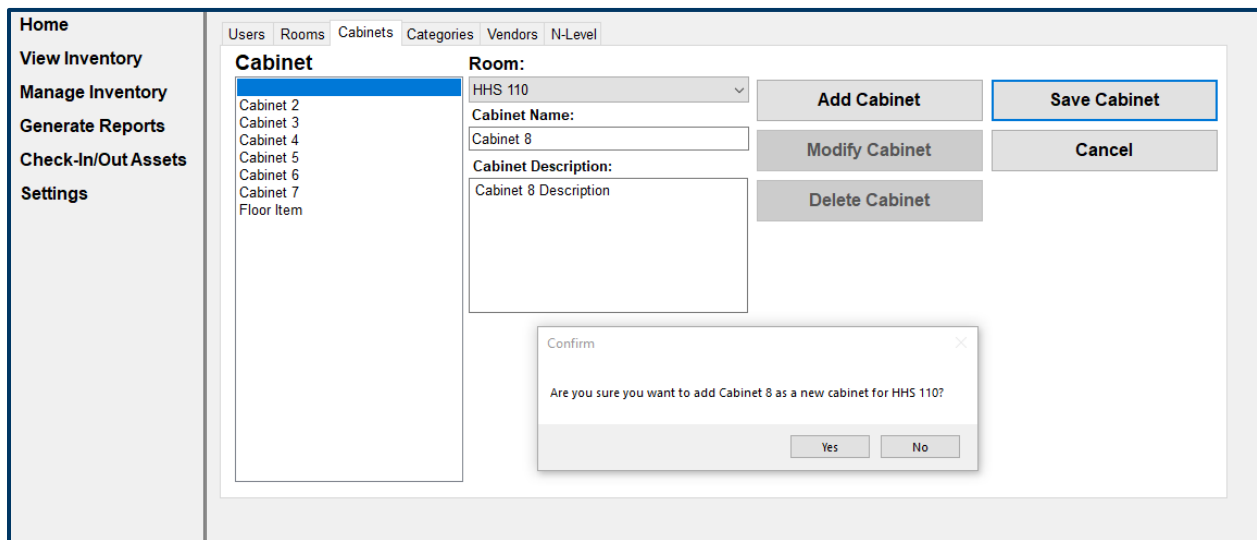 Home
View Inventory
Manage Inventory
Generate Reports
Check-In/Out Assets
Settings
Users Rooms Cabinets Categories Vendors N-Level
Cabinet
Cabinet 2
Cabinet 3
Cabinet 4
Cabinet 5
Cabinet 6
Cabinet 7
Floor Item
Room:
HHS 110
Cabinet Name:
Cabinet 8
Cabinet Description:
Cabinet 8 Description
Add Cabinet
Save Cabinet
Modify Cabinet
Cancel
Delete Cabinet
Confirm
Are you sure you want to add Cabinet 8 as a new cabinet for HHS 110?
Yes
No